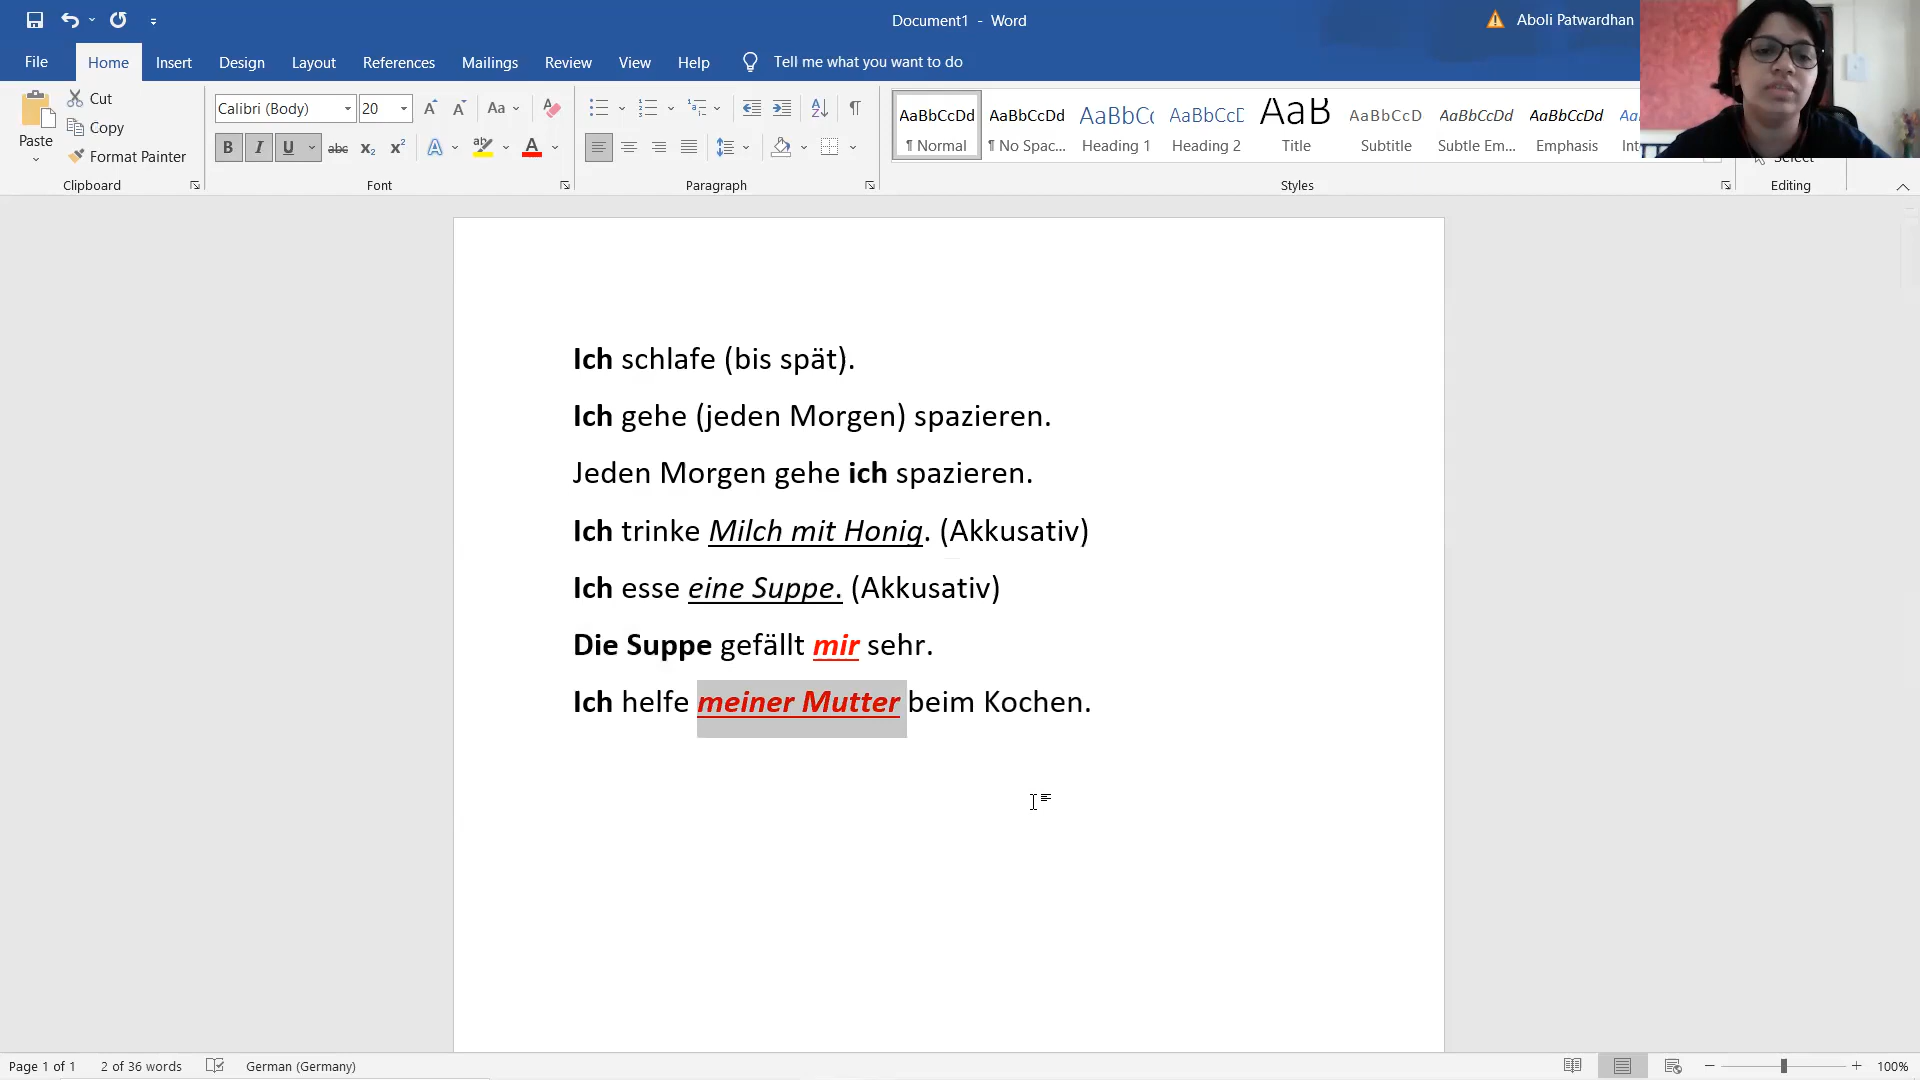 Document1 - Word
Aboli Patwardhan
File Home Insert Design Layout References Mailings Review View Help Tell me what you want to do
Paste
Cut
Copy
Format Painter
Clipboard
Calibri (Body) 20
Aa
B I U abc x₂ x² A A
Font
Paragraph
AaBbCcDd AaBbCcDd AaBbCc AaBbCcD AaB AaBbCcD AaBbCcDd AaBbCcDd
¶ Normal ¶ No Spac... Heading 1 Heading 2 Title Subtitle Subtle Em... Emphasis
Styles
Select
Editing
Ich schlafe (bis spät).
Ich gehe (jeden Morgen) spazieren.
Jeden Morgen gehe ich spazieren.
Ich trinke Milch mit Honig. (Akkusativ)
Ich esse eine Suppe. (Akkusativ)
Die Suppe gefällt mir sehr.
Ich helfe meiner Mutter beim Kochen.
Page 1 of 1 2 of 36 words German (Germany) 100%